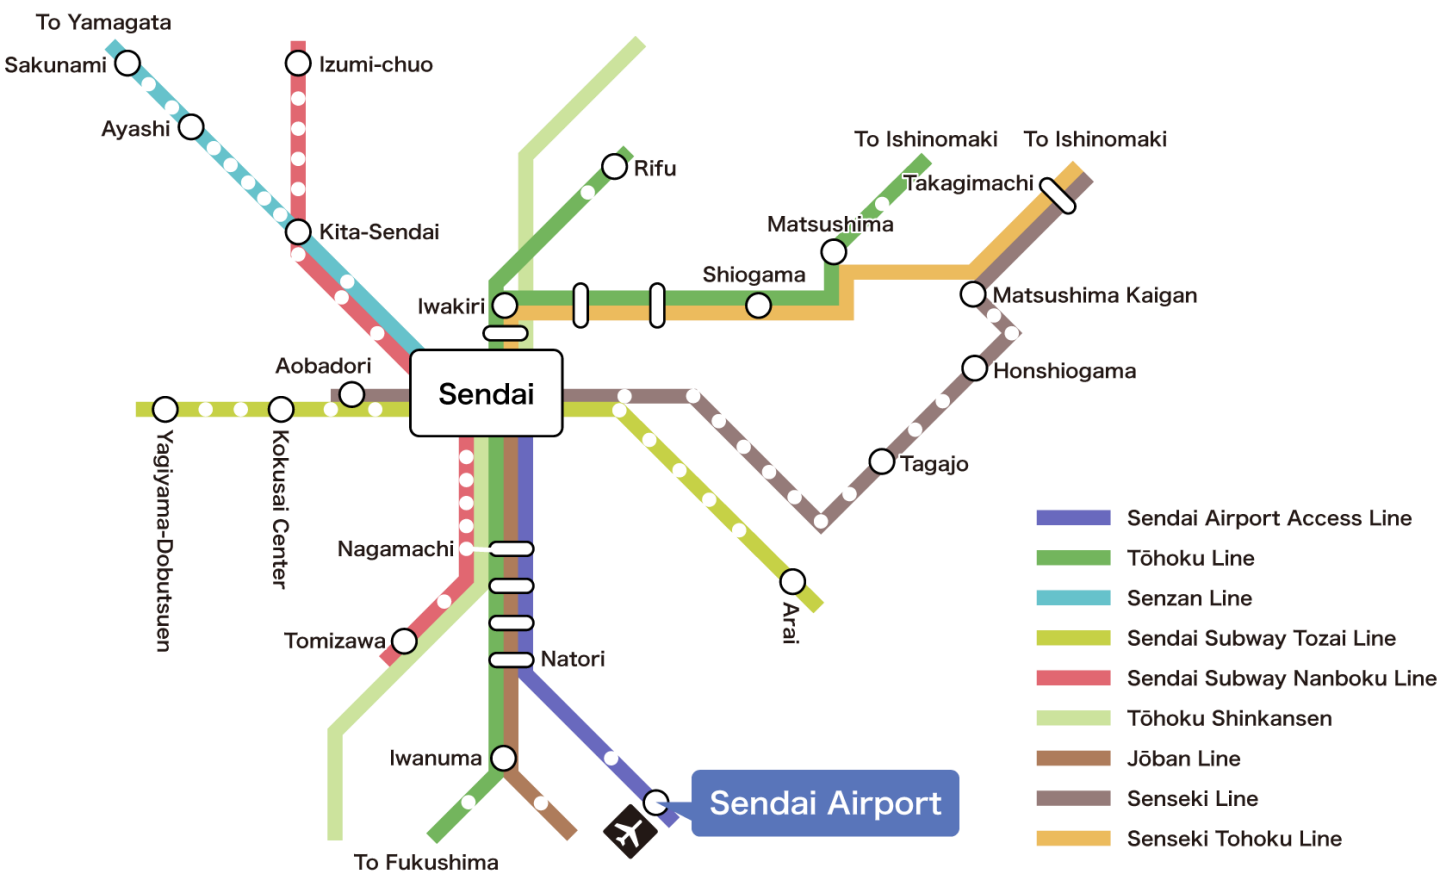 To Yamagata
Sakunami
Izumi-chuo
Ayashi
To Ishinomaki
To Ishinomaki
Rifu
Takagimachi
Kita-Sendai
Matsushima
Shiogama
Iwakiri
Matsushima Kaigan
Aobadori
Sendai
Honshiogama
Yagiyama-Dobutsuen
Kokusai Center
Tagajo
Nagamachi
Arai
Tomizawa
Natori
Iwanuma
Sendai Airport
To Fukushima
Sendai Airport Access Line
Tōhoku Line
Senzan Line
Sendai Subway Tozai Line
Sendai Subway Nanboku Line
Tōhoku Shinkansen
Jōban Line
Senseki Line
Senseki Tohoku Line